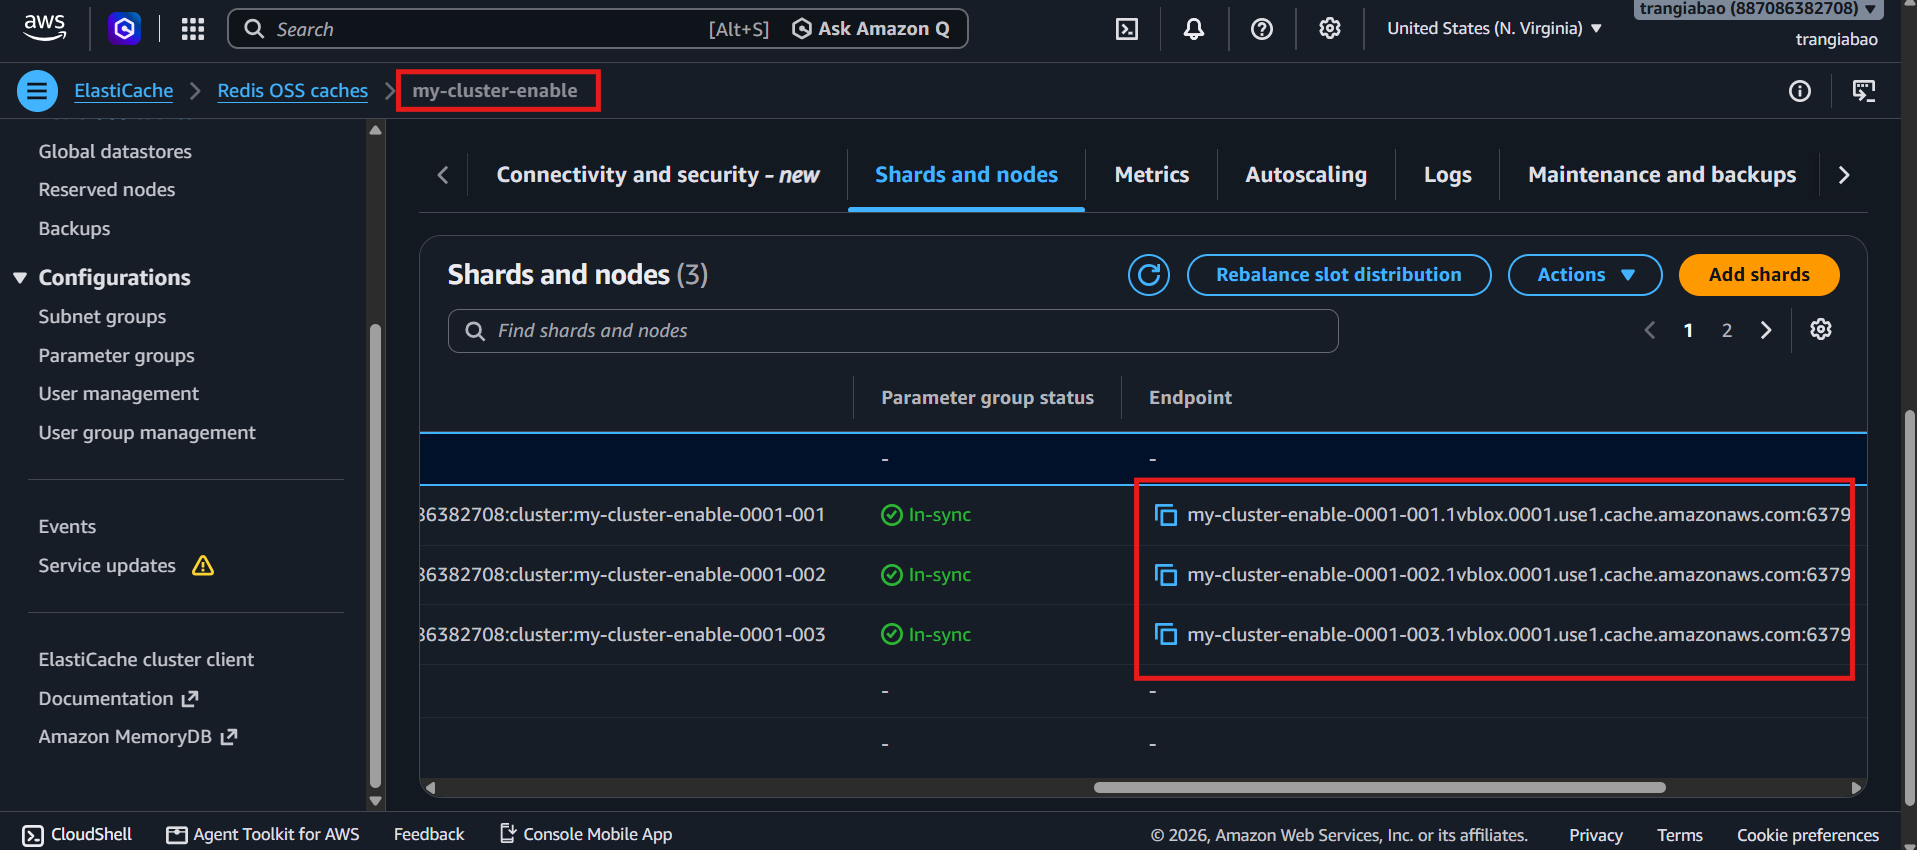 aws
Search [Alt+S] Ask Amazon Q
United States (N. Virginia)
trangiabao (887086382708)
trangiabao
ElastiCache
Redis OSS caches
my-cluster-enable
Global datastores
Reserved nodes
Backups
Configurations
Subnet groups
Parameter groups
User management
User group management
Events
Service updates
ElastiCache cluster client
Documentation
Amazon MemoryDB
Connectivity and security - new
Shards and nodes
Metrics
Autoscaling
Logs
Maintenance and backups
Shards and nodes (3)
Rebalance slot distribution
Actions
Add shards
Find shards and nodes
1 2
Parameter group status Endpoint
- -
86382708:cluster:my-cluster-enable-0001-001 In-sync my-cluster-enable-0001-001.1vblox.0001.use1.cache.amazonaws.com:6379
86382708:cluster:my-cluster-enable-0001-002 In-sync my-cluster-enable-0001-002.1vblox.0001.use1.cache.amazonaws.com:6379
86382708:cluster:my-cluster-enable-0001-003 In-sync my-cluster-enable-0001-003.1vblox.0001.use1.cache.amazonaws.com:6379
- -
- -
CloudShell
Agent Toolkit for AWS
Feedback
Console Mobile App
© 2026, Amazon Web Services, Inc. or its affiliates.
Privacy
Terms
Cookie preferences